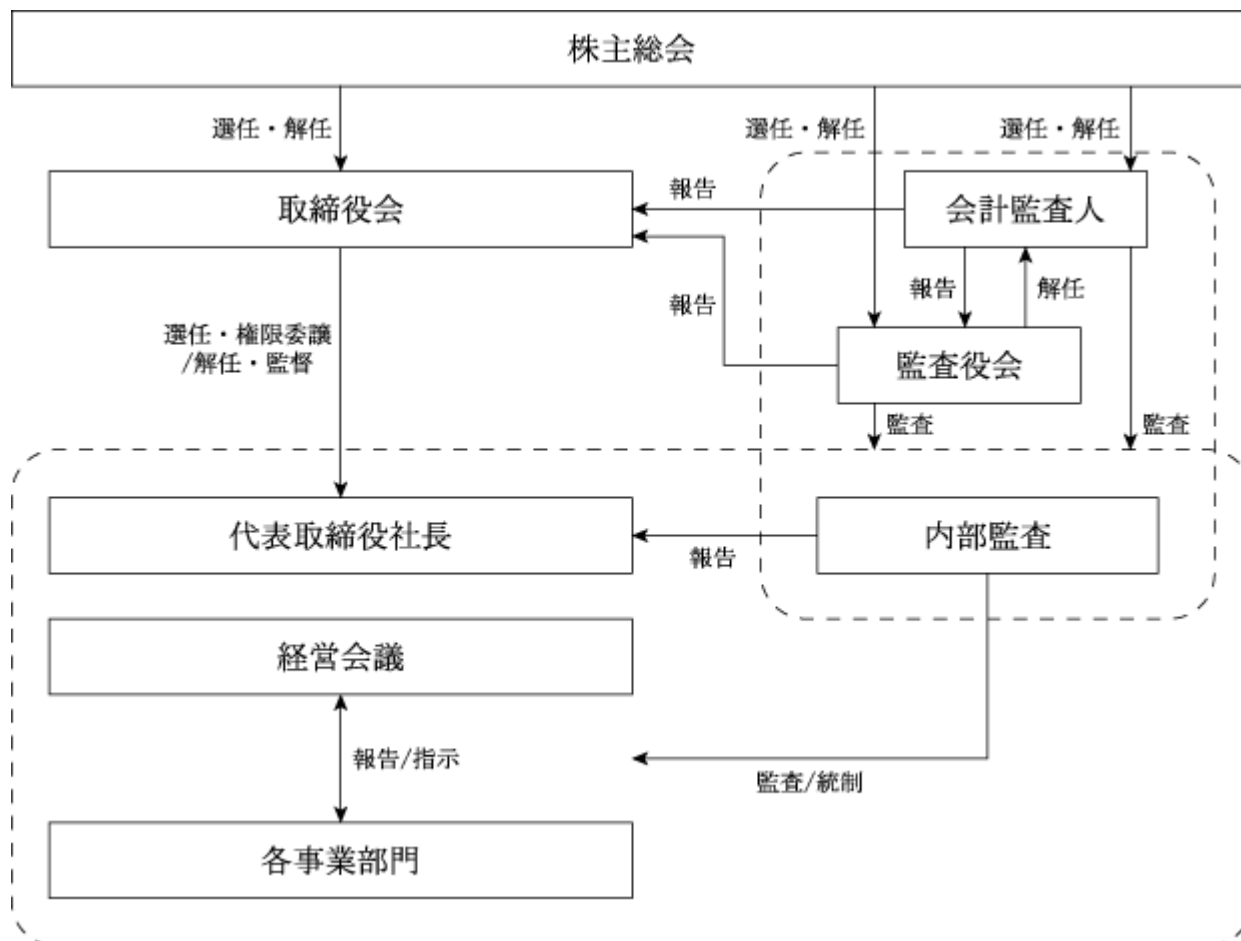 株主総会
選任・解任
選任・解任
選任・解任
取締役会
報告
会計監査人
報告
報告
解任
選任・権限委譲
/解任・監督
監査役会
監査
監査
代表取締役社長
報告
内部監査
経営会議
報告/指示
監査/統制
各事業部門